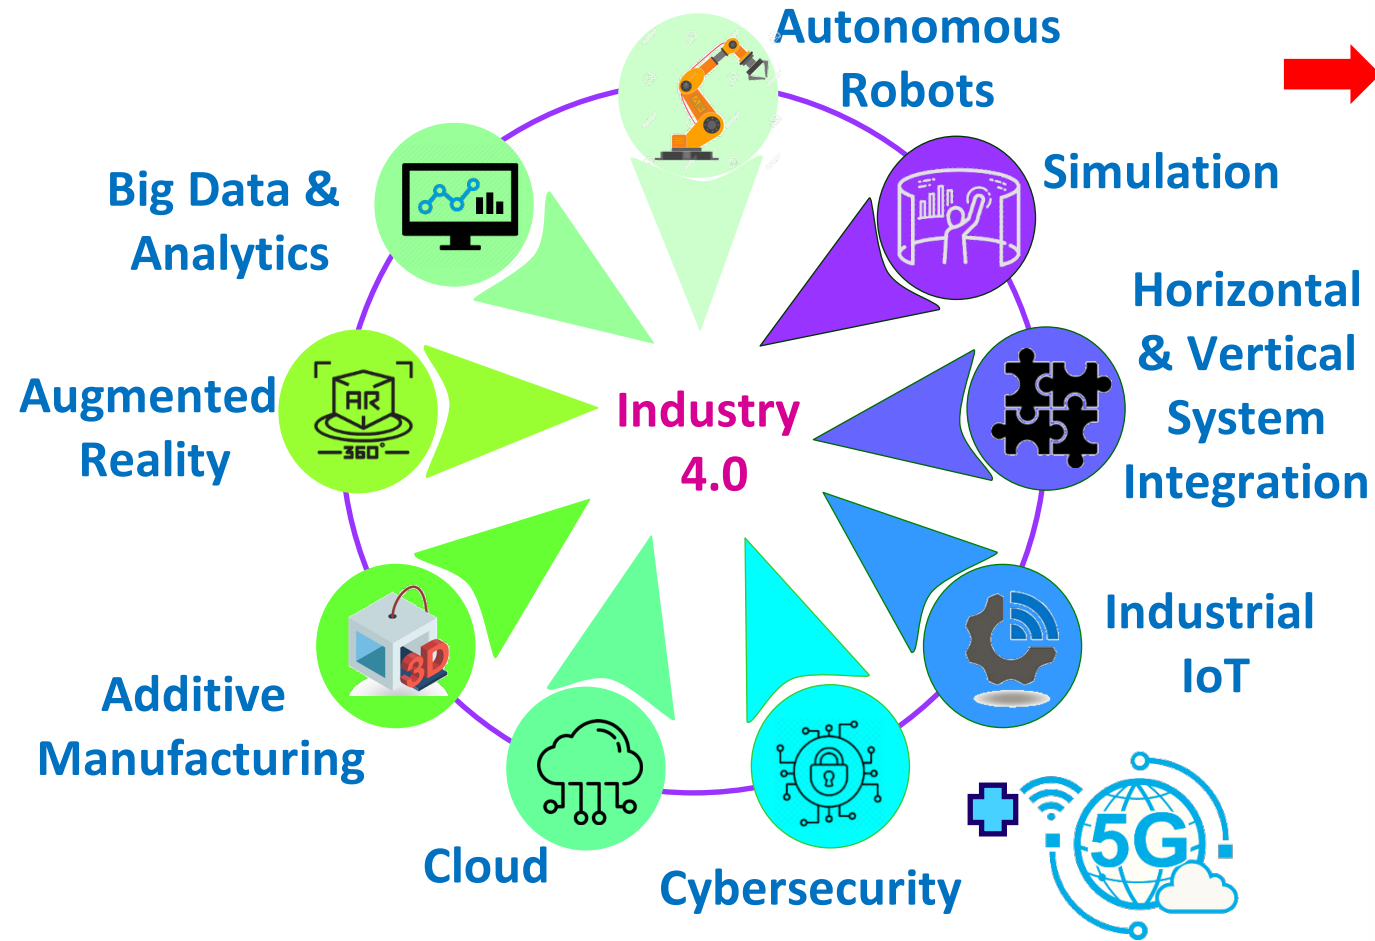 Autonomous
Robots
Simulation
Horizontal
& Vertical
System
Integration
Industrial
IoT
5G
Cybersecurity
Cloud
Additive
Manufacturing
3D
Augmented
Reality
AR
360°
Big Data &
Analytics
Industry
4.0